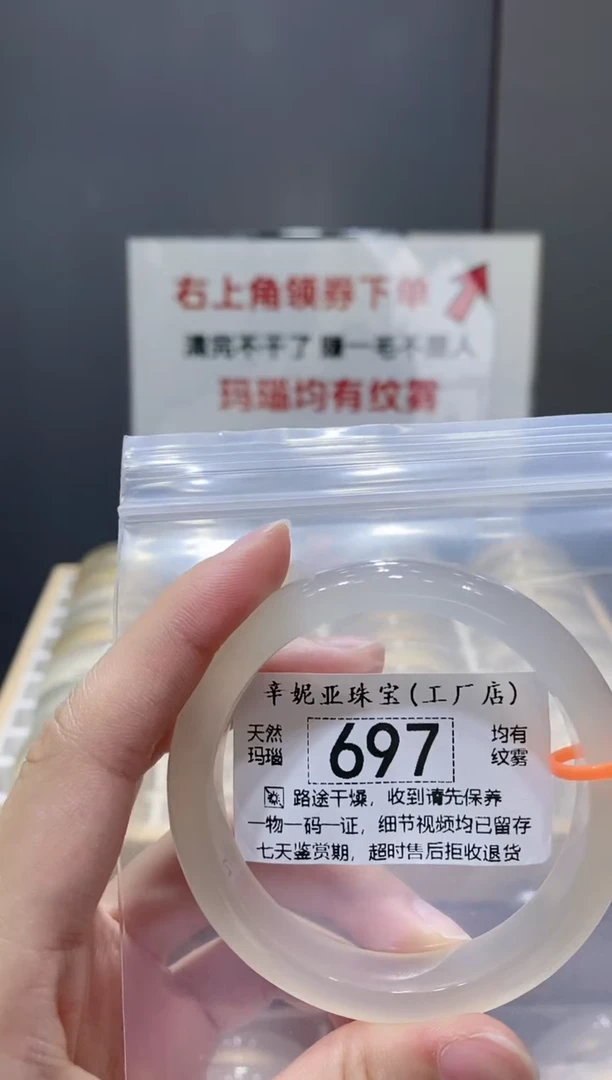 右上角领券下单
清完不干了 赚一毛不是人
玛瑙均有纹雾
辛妮亚珠宝(工厂店)
天然
玛瑙
697
均有
纹雾
路途干燥，收到请先保养
一物一码一证，细节视频均已留存
七天鉴赏期，超时售后拒收退货